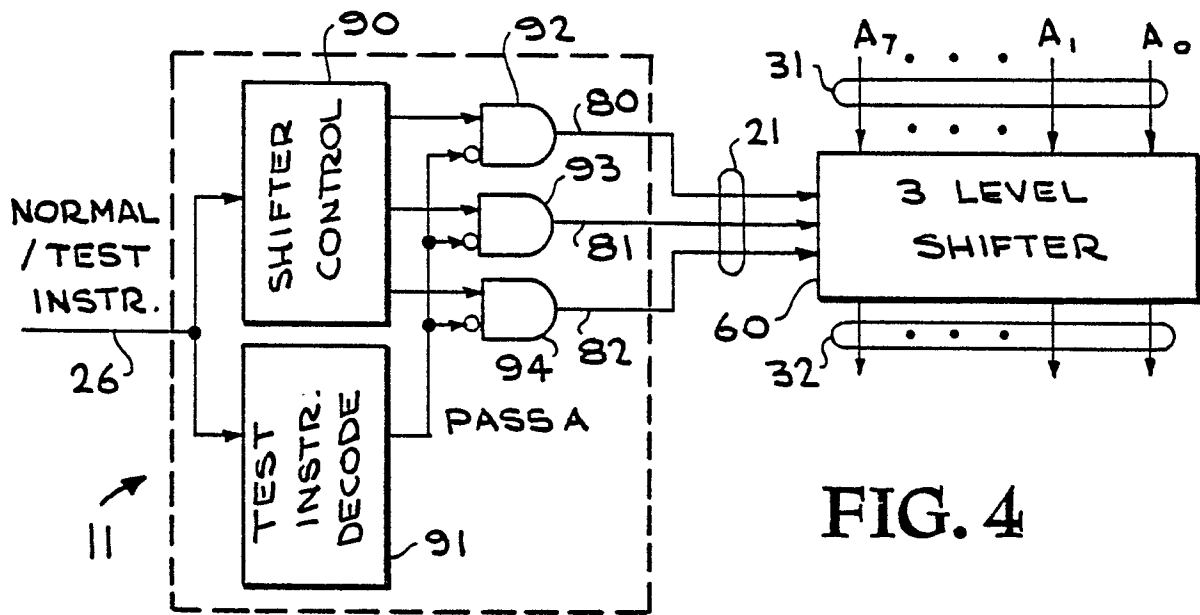 90
92
A7 . . . A1 A0
31
SHIFTER
CONTROL
80
21
93
3 LEVEL
SHIFTER
NORMAL
/TEST
INSTR.
81
60
26
82
94
32
TEST
INSTR.
DECODE
PASS A
11
91
FIG. 4